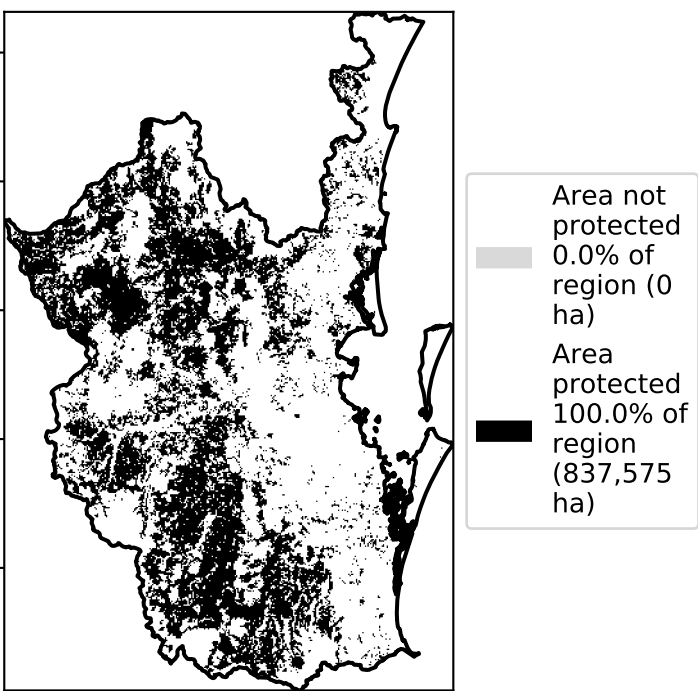 Area not
protected
0.0% of
region (0
ha)
Area
protected
100.0% of
region
(837,575
ha)